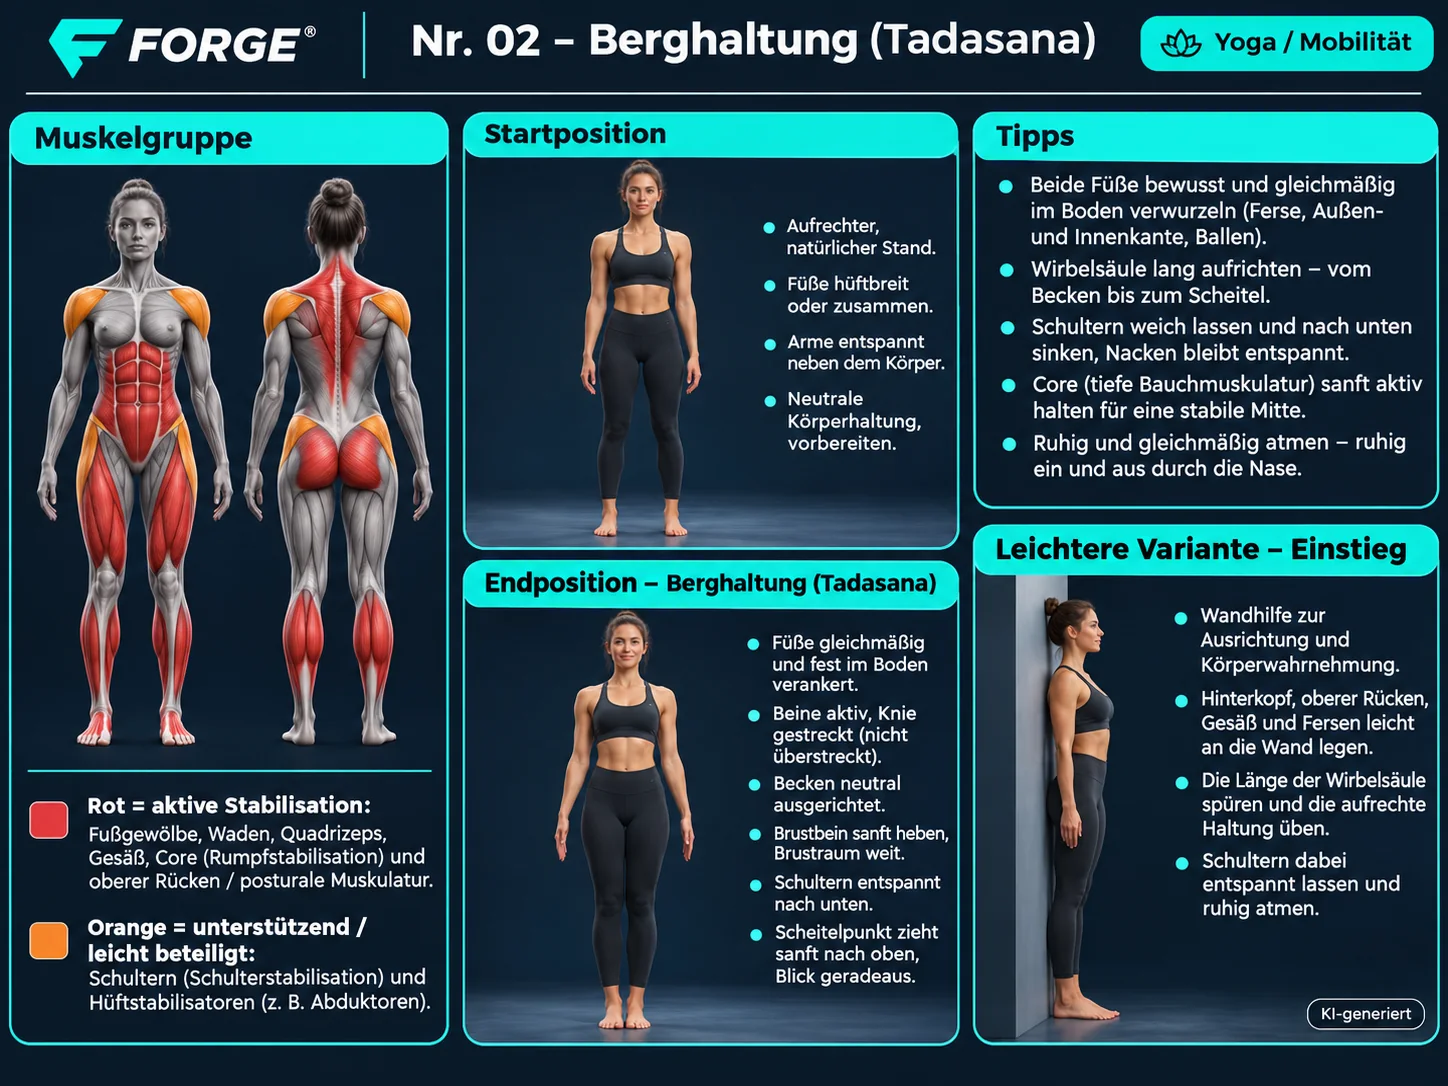 FORGE®
Nr. 02 – Berghaltung (Tadasana)
Yoga / Mobilität
Muskelgruppe
Rot = aktive Stabilisation:
Fußgewölbe, Waden, Quadrizeps,
Gesäß, Core (Rumpfstabilisation) und
oberer Rücken / posturale Muskulatur.
Orange = unterstützend /
leicht beteiligt:
Schultern (Schulterstabilisation) und
Hüftstabilisatoren (z. B. Abduktoren).
Startposition
Aufrechter,
natürlicher Stand.
Füße hüftbreit
oder zusammen.
Arme entspannt
neben dem Körper.
Neutrale
Körperhaltung,
vorbereiten.
Endposition – Berghaltung (Tadasana)
Füße gleichmäßig
und fest im Boden
verankert.
Beine aktiv, Knie
gestreckt (nicht
überstreckt).
Becken neutral
ausgerichtet.
Brustbein sanft heben,
Brustraum weit.
Schultern entspannt
nach unten.
Scheitelpunkt zieht
sanft nach oben,
Blick geradeaus.
Tipps
Beide Füße bewusst und gleichmäßig
im Boden verwurzeln (Ferse, Außen-
und Innenkante, Ballen).
Wirbelsäule lang aufrichten – vom
Becken bis zum Scheitel.
Schultern weich lassen und nach unten
sinken, Nacken bleibt entspannt.
Core (tiefe Bauchmuskulatur) sanft aktiv
halten für eine stabile Mitte.
Ruhig und gleichmäßig atmen – ruhig
ein und aus durch die Nase.
Leichtere Variante – Einstieg
Wandhilfe zur
Ausrichtung und
Körperwahrnehmung.
Hinterkopf, oberer Rücken,
Gesäß und Fersen leicht
an die Wand legen.
Die Länge der Wirbelsäule
spüren und die aufrechte
Haltung üben.
Schultern dabei
entspannt lassen und
ruhig atmen.
KI-generiert